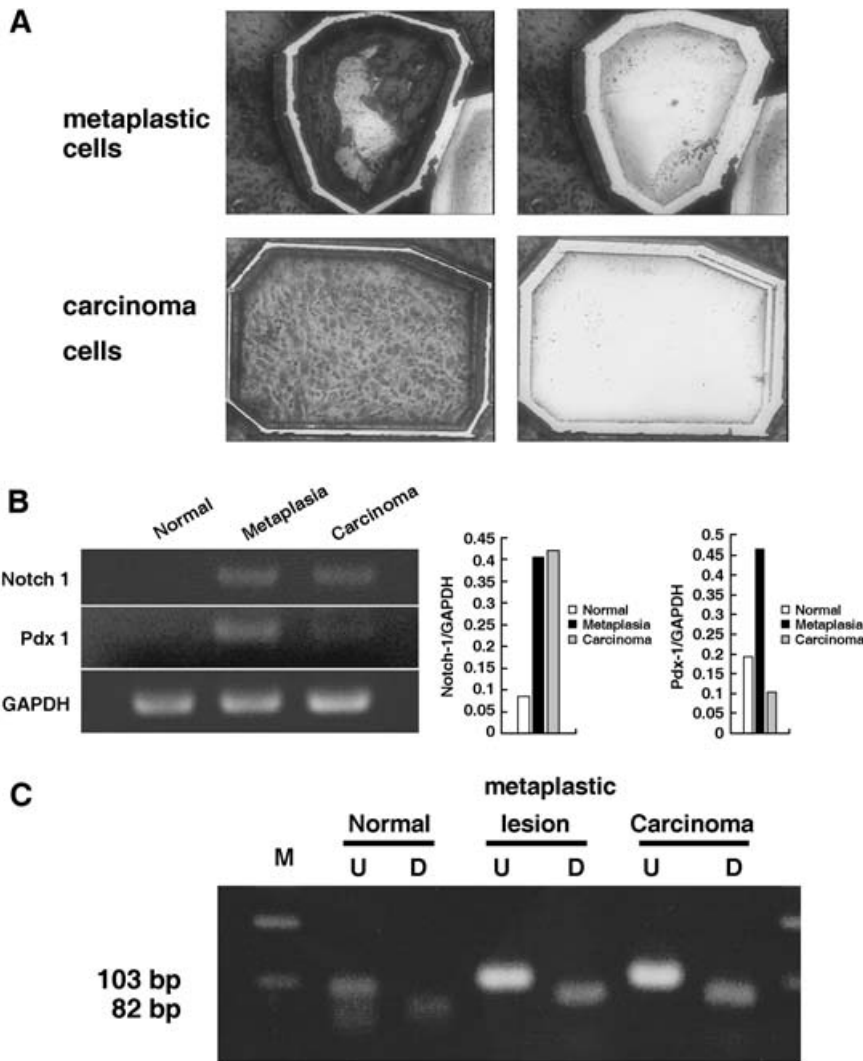 A
metaplastic
cells
carcinoma
cells
B
Normal
Metaplasia
Carcinoma
Notch 1
Pdx 1
GAPDH
Notch-1/GAPDH
0.45
0.4
0.35
0.3
0.25
0.2
0.15
0.1
0.05
0
Normal
Metaplasia
Carcinoma
Pdx-1/GAPDH
0.5
0.45
0.4
0.35
0.3
0.25
0.2
0.15
0.1
0.05
0
Normal
Metaplasia
Carcinoma
C
metaplastic
Normal lesion Carcinoma
M U D U D U D
103 bp
82 bp